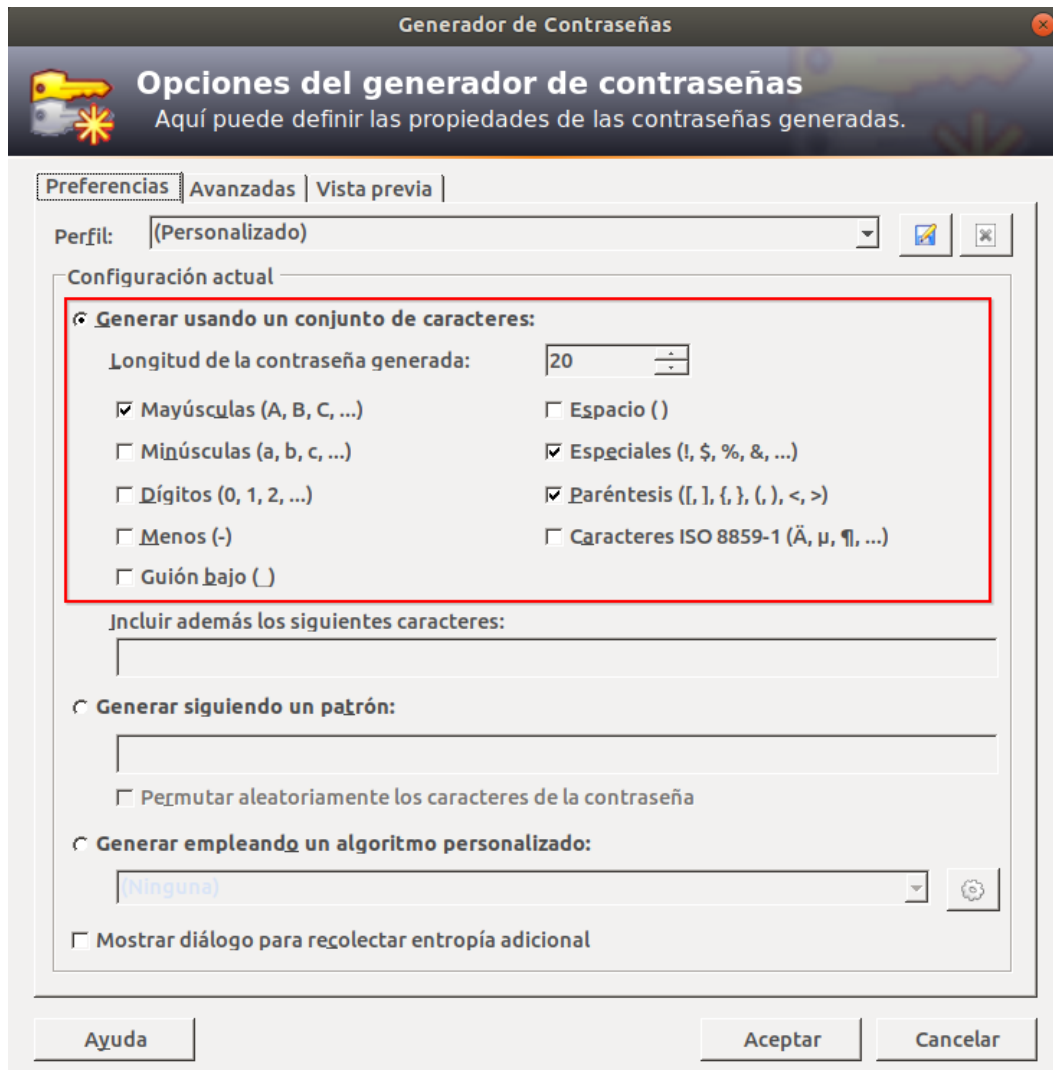 Generador de Contraseñas
Opciones del generador de contraseñas
Aquí puede definir las propiedades de las contraseñas generadas.
Preferencias Avanzadas Vista previa
Perfil: (Personalizado)
Configuración actual
Generar usando un conjunto de caracteres:
Longitud de la contraseña generada: 20
Mayúsculas (A, B, C, ...) Espacio ( )
Minúsculas (a, b, c, ...) Especiales (!, $, %, &, ...)
Dígitos (0, 1, 2, ...) Paréntesis ([, ], {, }, (, ), <, >)
Menos (-) Caracteres ISO 8859-1 (Ä, µ, ¶, ...)
Guión bajo (_)
Incluir además los siguientes caracteres:
Generar siguiendo un patrón:
Permutar aleatoriamente los caracteres de la contraseña
Generar empleando un algoritmo personalizado:
(Ninguna)
Mostrar diálogo para recolectar entropía adicional
Ayuda Aceptar Cancelar